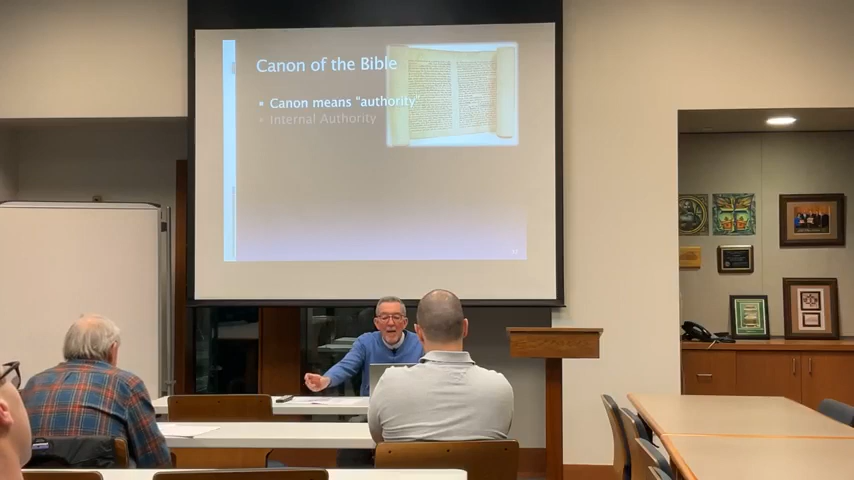 Canon of the Bible
• Canon means "authority"
• Internal Authority